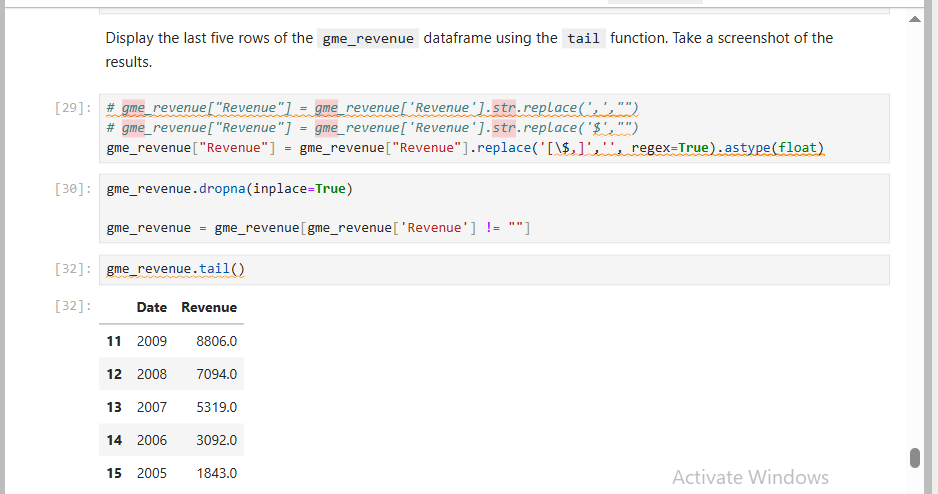 Display the last five rows of the gme_revenue dataframe using the tail function. Take a screenshot of the
results.
[29]: # gme_revenue["Revenue"] = gme_revenue['Revenue'].str.replace(',',"")
# gme_revenue["Revenue"] = gme_revenue['Revenue'].str.replace('$',"")
gme_revenue["Revenue"] = gme_revenue["Revenue"].replace('[\$,]','', regex=True).astype(float)
[30]: gme_revenue.dropna(inplace=True)
gme_revenue = gme_revenue[gme_revenue['Revenue'] != ""]
[32]: gme_revenue.tail()
[32]: Date Revenue
11 2009 8806.0
12 2008 7094.0
13 2007 5319.0
14 2006 3092.0
15 2005 1843.0
Activate Windows